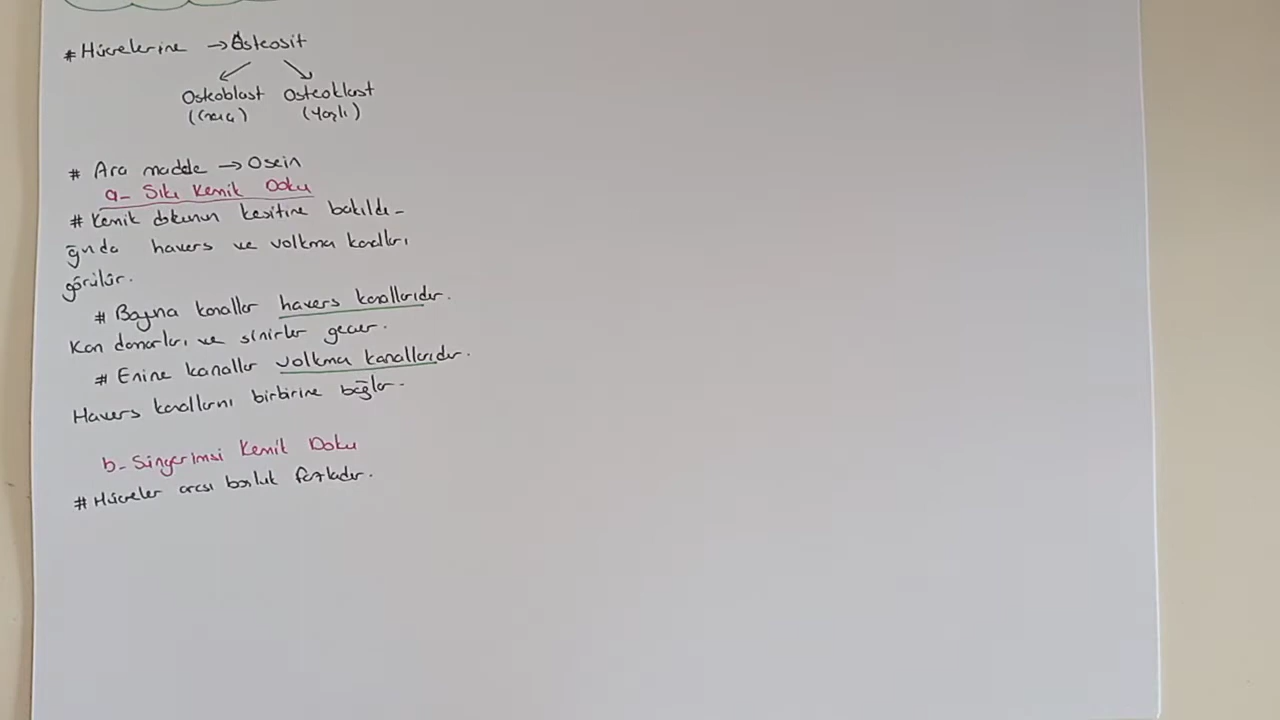 # Hücrelerine → Osteosit
Osteoblast Osteoklast
(Genç) (Yaşlı)
# Ara madde → Osein
a- Sıkı Kemik Doku
# Kemik dokunun kesitine bakıldı-
ğında havers ve volkman kanalları
görülür.
# Boyuna kanallar havers kanallarıdır.
Kan damarları ve sinirler geçer.
# Enine kanallar volkman kanallarıdır.
Havers kanallarını birbirine bağlar.
b- Süngerimsi Kemik Doku
# Hücreler arası boşluk fazladır.